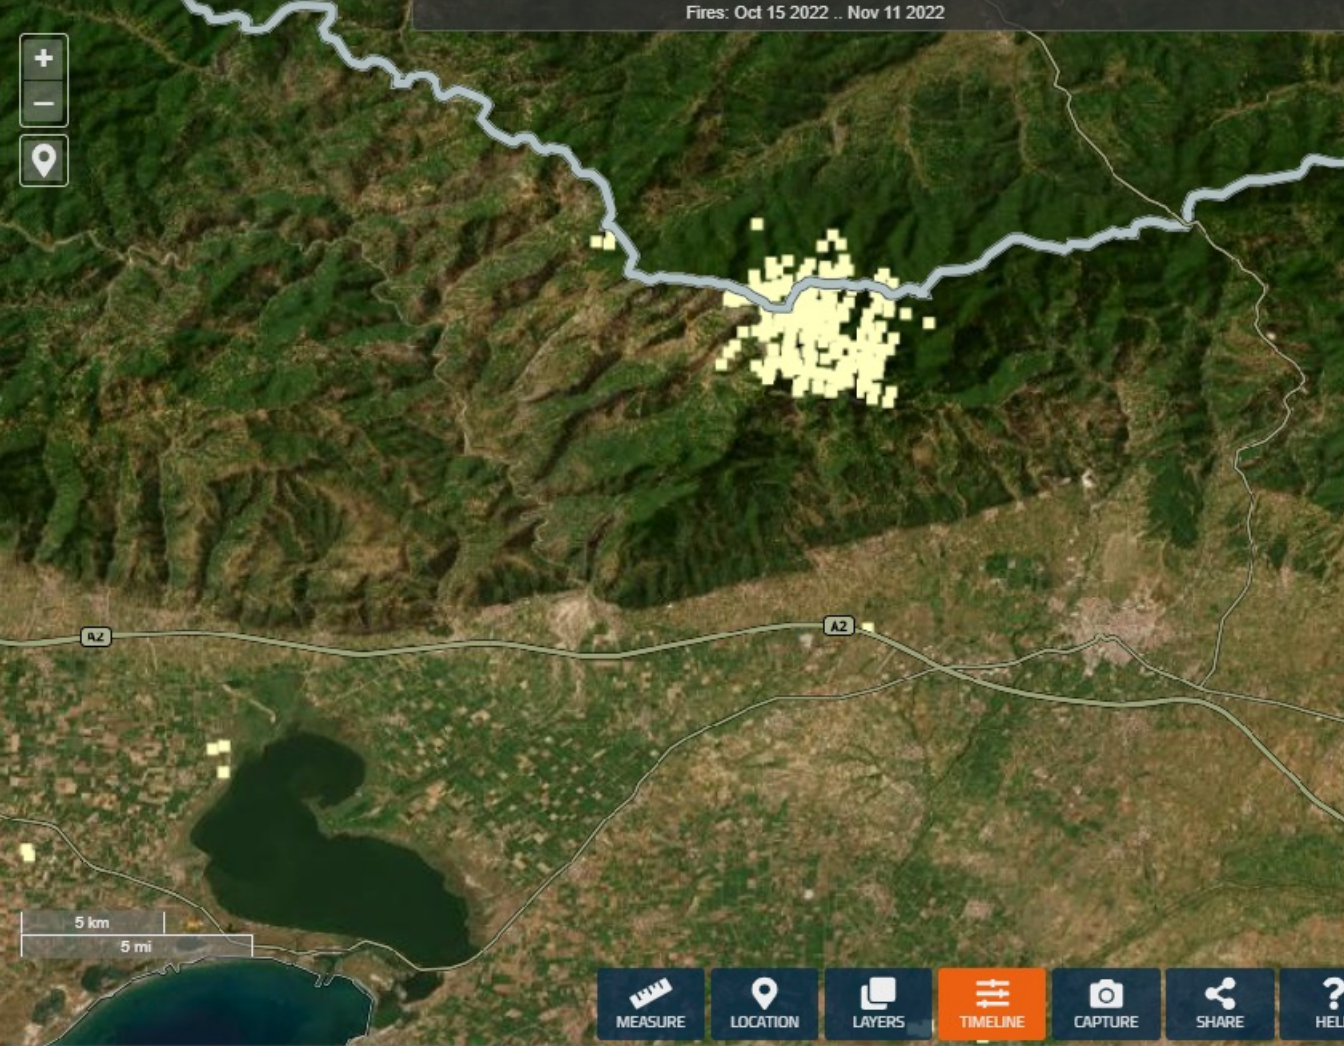 Fires: Oct 15 2022 .. Nov 11 2022
+
−
A2
A2
5 km
5 mi
MEASURE
LOCATION
LAYERS
TIMELINE
CAPTURE
SHARE
HEL